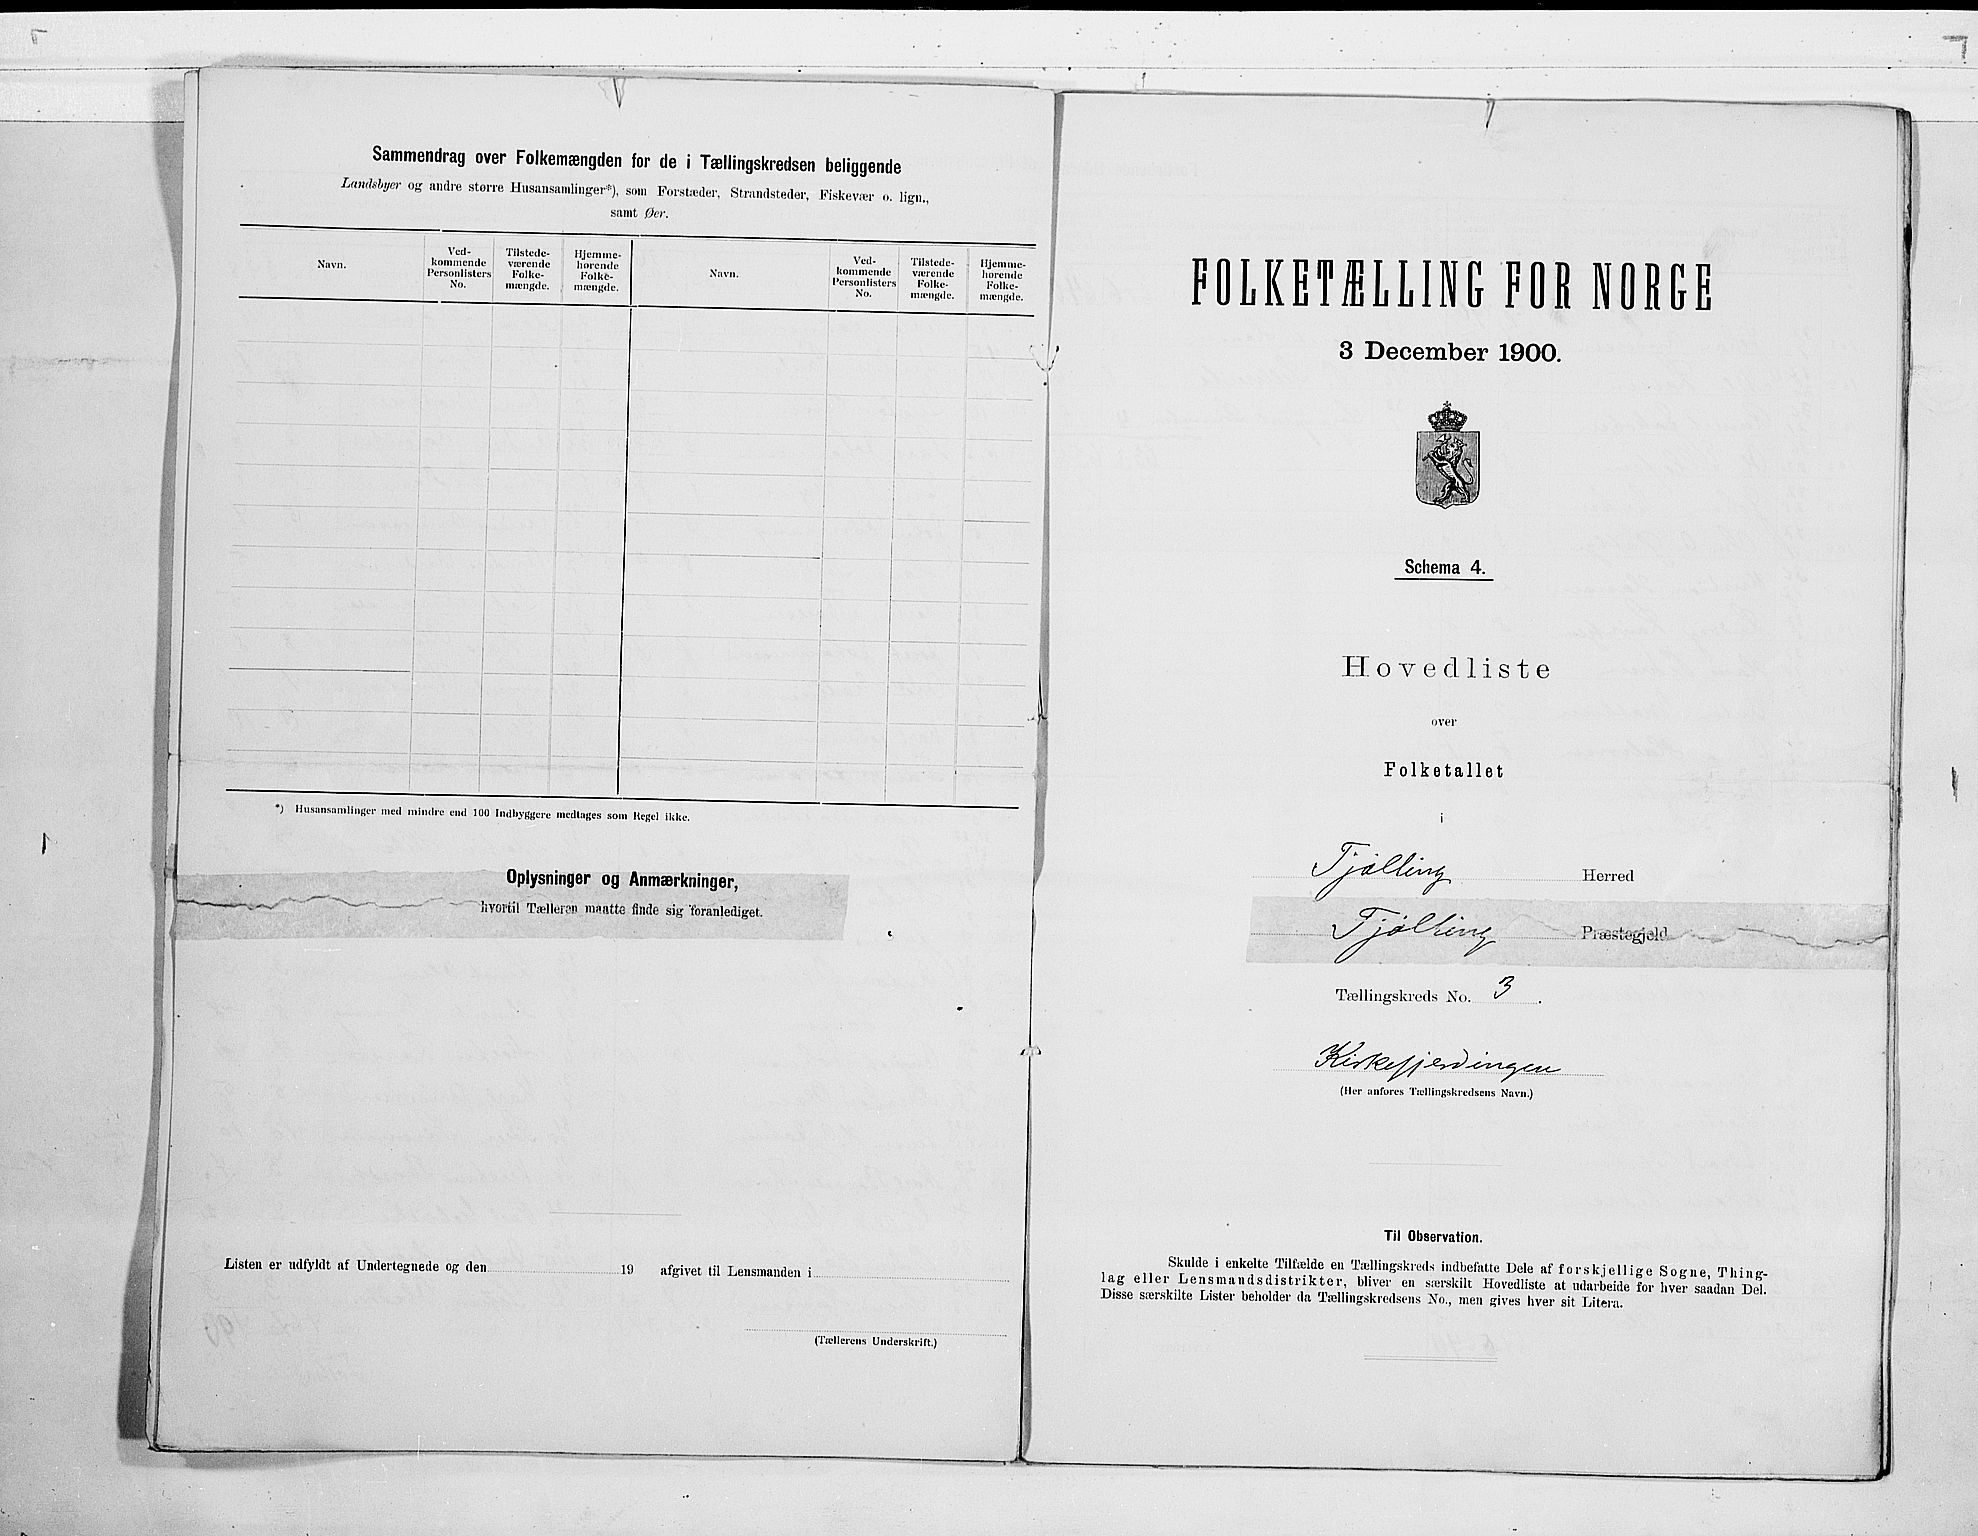 Sammendrag over Folkemængden for de i Tællingskredsen beliggende
Landsbyer og andre større Husansamlinger*), som Forstæder, Strandsteder, Fiskevær o. lign.,
samt Øer.
Navn.
Ved-
kommende
Personlisters
No.
Tilstede-
værende
Folke-
mængde.
Hjemme-
hørende
Folke-
mængde.
Navn.
Ved-
kommende
Personlisters
No.
Tilstede-
værende
Folke-
mængde.
Hjemme-
hørende
Folke-
mængde.
*) Husansamlinger med mindre end 100 Indbyggere medtages som Regel ikke.
Oplysninger og Anmærkninger,
hvortil Tælleren maatte finde sig foranlediget.
Listen er udfyldt af Undertegnede og den 19 afgivet til Lensmanden i
(Tællerens Underskrift.)
FOLKETÆLLING FOR NORGE
3 December 1900.
Schema 4.
Hovedliste
over
Folketallet
i
Tjølling Herred
Tjølling Præstegjeld
Tællingskreds No. 3.
Kirkefjerdingen
(Her anføres Tællingskredsens Navn.)
Til Observation.
Skulde i enkelte Tilfælde en Tællingskreds indbefatte Dele af forskjellige Sogne, Thing-
lag eller Lensmandsdistrikter, bliver en særskilt Hovedliste at udarbeide for hver saadan Del.
Disse særskilte Lister beholder da Tællingskredsens No., men gives hver sit Litera.